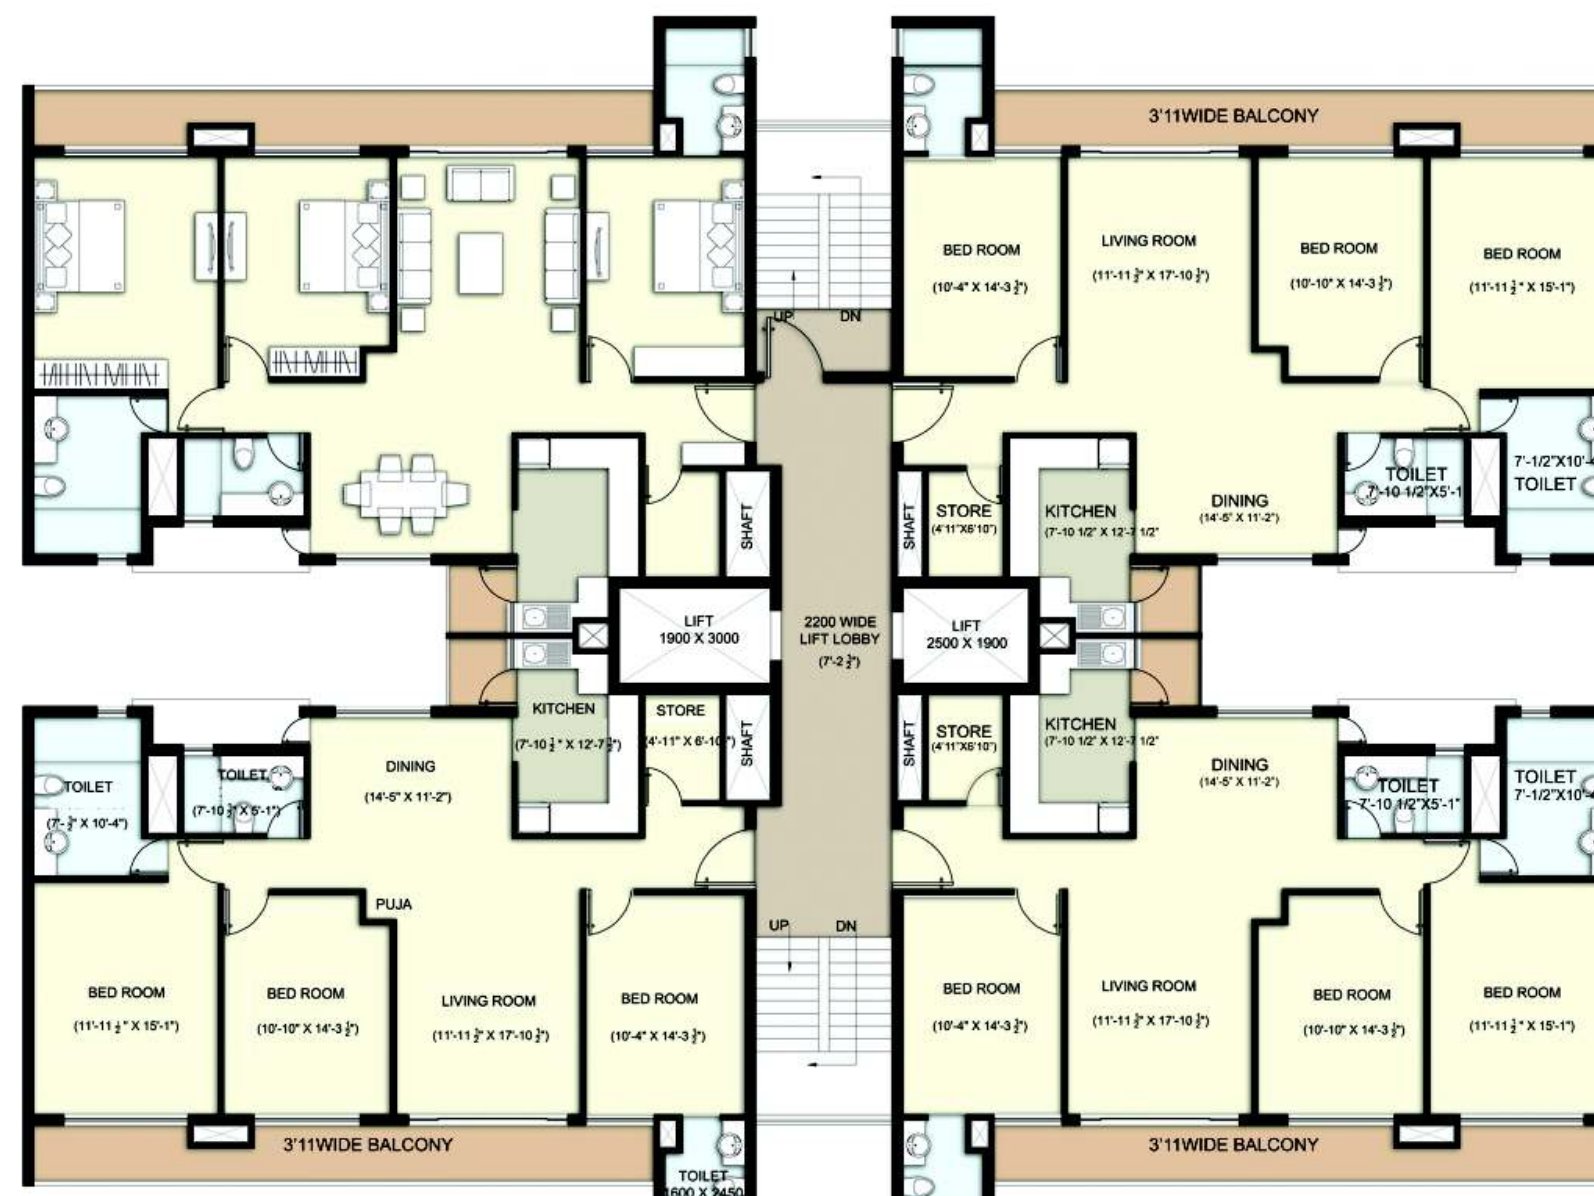 3'11WIDE BALCONY
UP
DN
BED ROOM
(10'-4" X 14'-3 ½")
LIVING ROOM
(11'-11 ½" X 17'-10 ½")
BED ROOM
(10'-10" X 14'-3 ½")
BED ROOM
(11'-11 ½" X 15'-1")
SHAFT
SHAFT
STORE
(4'11"X6'10")
KITCHEN
(7'-10 1/2" X 12'-7 1/2"
DINING
(14'-5" X 11'-2")
TOILET
7'-10 1/2"X5'-1
7'-1/2"X10'-
TOILET
LIFT
1900 X 3000
2200 WIDE
LIFT LOBBY
(7'-2 ½")
LIFT
2500 X 1900
TOILET
(7'-½" X 10'-4")
TOILET
(7'-10 ½" X 5'-1")
DINING
(14'-5" X 11'-2")
KITCHEN
(7'-10 ½" X 12'-7 ½")
STORE
(4'-11" X 6'-10")
SHAFT
SHAFT
STORE
(4'11"X6'10")
KITCHEN
(7'-10 1/2" X 12'-7 1/2"
DINING
(14'-5" X 11'-2")
TOILET
7'-10 1/2"X5'-1"
TOILET
7'-1/2"X10'-
PUJA
UP
DN
BED ROOM
(11'-11 ½" X 15'-1")
BED ROOM
(10'-10" X 14'-3 ½")
LIVING ROOM
(11'-11 ½" X 17'-10 ½")
BED ROOM
(10'-4" X 14'-3 ½")
BED ROOM
(10'-4" X 14'-3 ½")
LIVING ROOM
(11'-11 ½" X 17'-10 ½")
BED ROOM
(10'-10" X 14'-3 ½")
BED ROOM
(11'-11 ½" X 15'-1")
3'11WIDE BALCONY
TOILET
1600 X 2450
3'11WIDE BALCONY